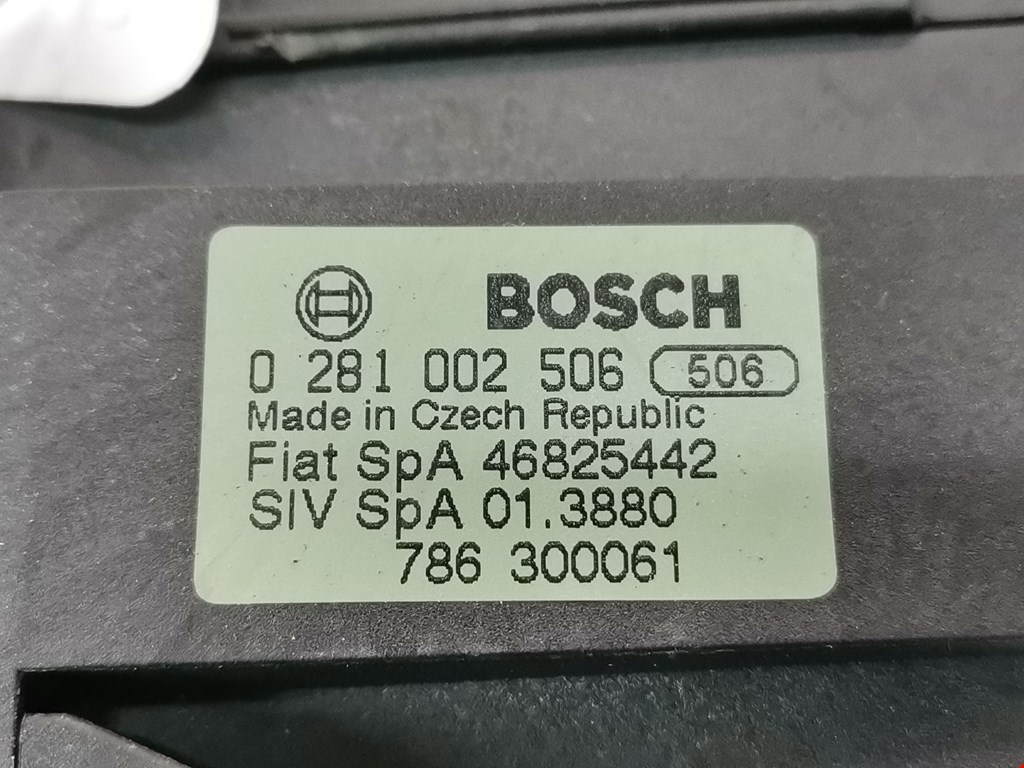 BOSCH
0 281 002 506 506
Made in Czech Republic
Fiat SpA 46825442
SIV SpA 01.3880
786 300061